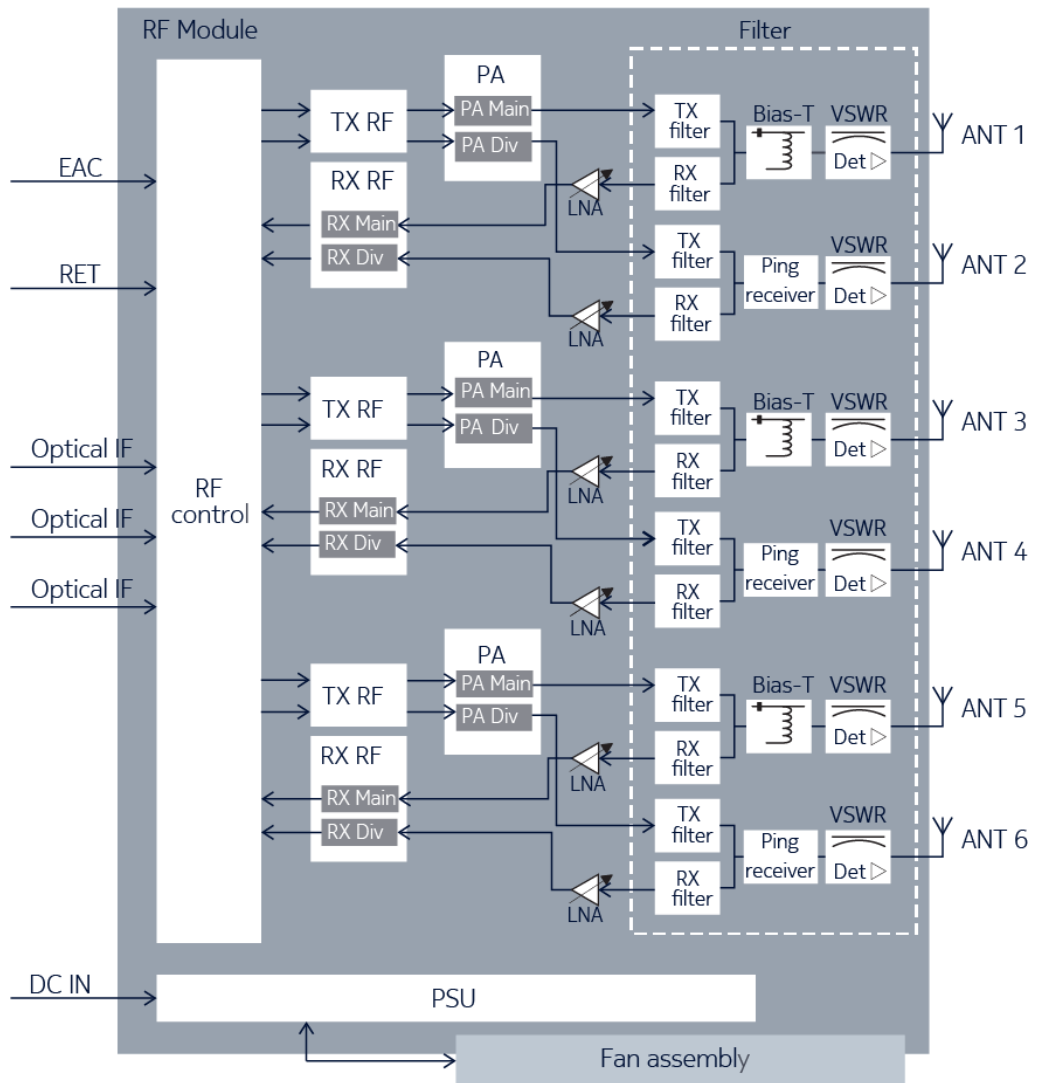 RF Module
Filter
PA
PA Main
PA Div
TX RF
RX RF
RX Main
RX Div
LNA
LNA
TX
filter
RX
filter
Bias-T
VSWR
Det
ANT 1
EAC
TX
filter
RX
filter
Ping
receiver
VSWR
Det
ANT 2
RET
PA
PA Main
PA Div
TX RF
RX RF
RX Main
RX Div
LNA
LNA
TX
filter
RX
filter
Bias-T
VSWR
Det
ANT 3
Optical IF
Optical IF
Optical IF
RF
control
TX
filter
RX
filter
Ping
receiver
VSWR
Det
ANT 4
PA
PA Main
PA Div
TX RF
RX RF
RX Main
RX Div
LNA
LNA
TX
filter
RX
filter
Bias-T
VSWR
Det
ANT 5
TX
filter
RX
filter
Ping
receiver
VSWR
Det
ANT 6
DC IN
PSU
Fan assembly